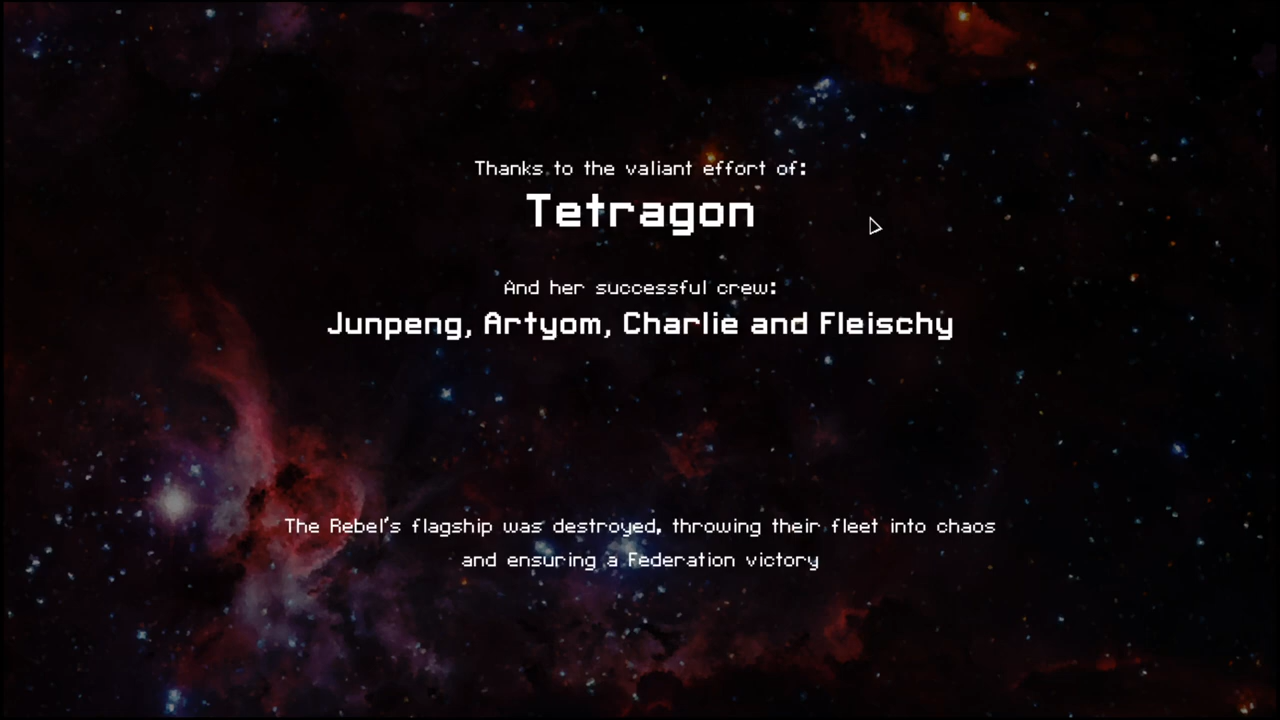 Thanks to the valiant effort of:
Tetragon
And her successful crew:
Junpeng, Artyom, Charlie and Fleischy
The Rebel's flagship was destroyed, throwing their fleet into chaos
and ensuring a Federation victory